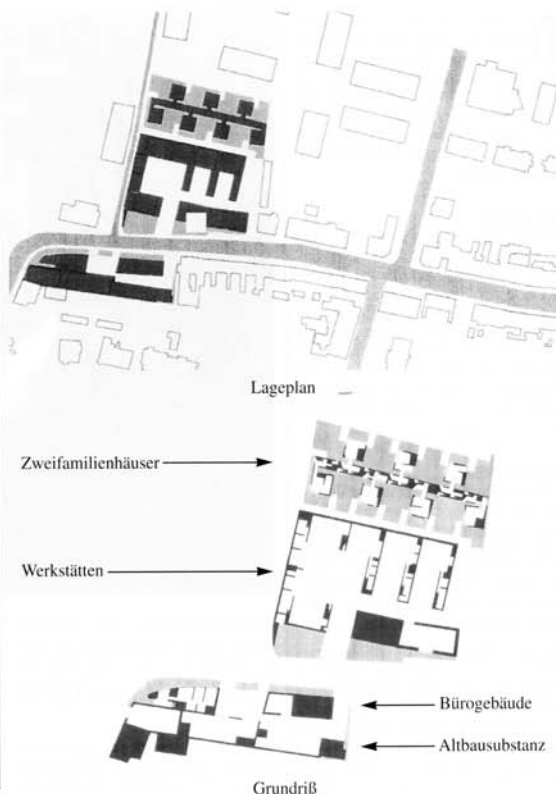 Lageplan
Zweifamilienhäuser
Werkstätten
Bürogebäude
Altbausubstanz
Grundriß